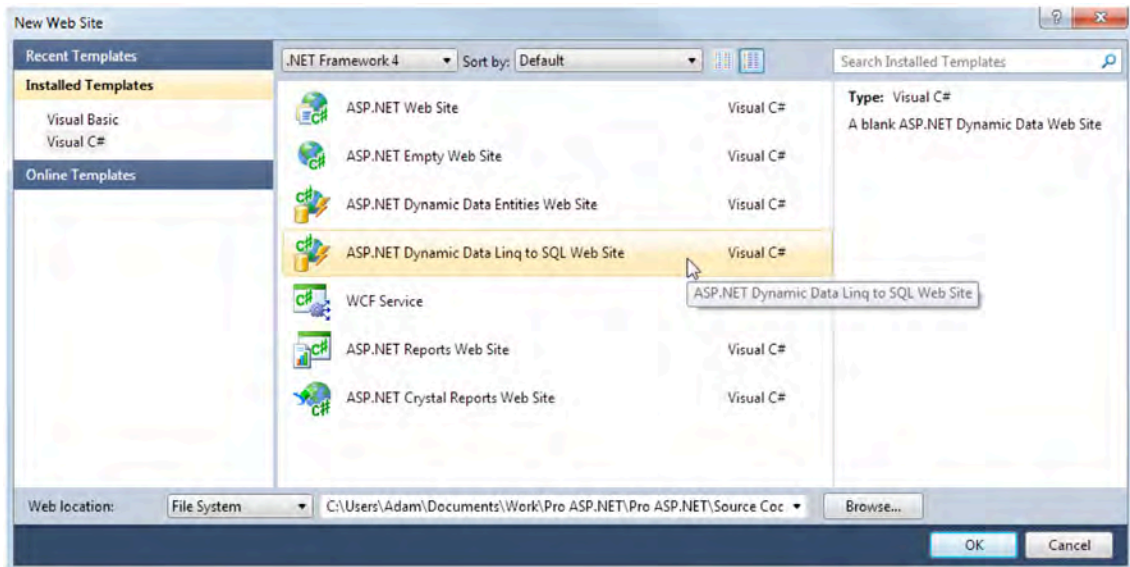 New Web Site
Recent Templates
Installed Templates
Visual Basic
Visual C#
Online Templates
.NET Framework 4
Sort by: Default
Search Installed Templates
ASP.NET Web Site Visual C#
ASP.NET Empty Web Site Visual C#
ASP.NET Dynamic Data Entities Web Site Visual C#
ASP.NET Dynamic Data Linq to SQL Web Site Visual C#
ASP.NET Dynamic Data Linq to SQL Web Site
WCF Service
ASP.NET Reports Web Site Visual C#
ASP.NET Crystal Reports Web Site Visual C#
Type: Visual C#
A blank ASP.NET Dynamic Data Web Site
Web location: File System C:\Users\Adam\Documents\Work\Pro ASP.NET\Pro ASP.NET\Source Coc Browse...
OK Cancel